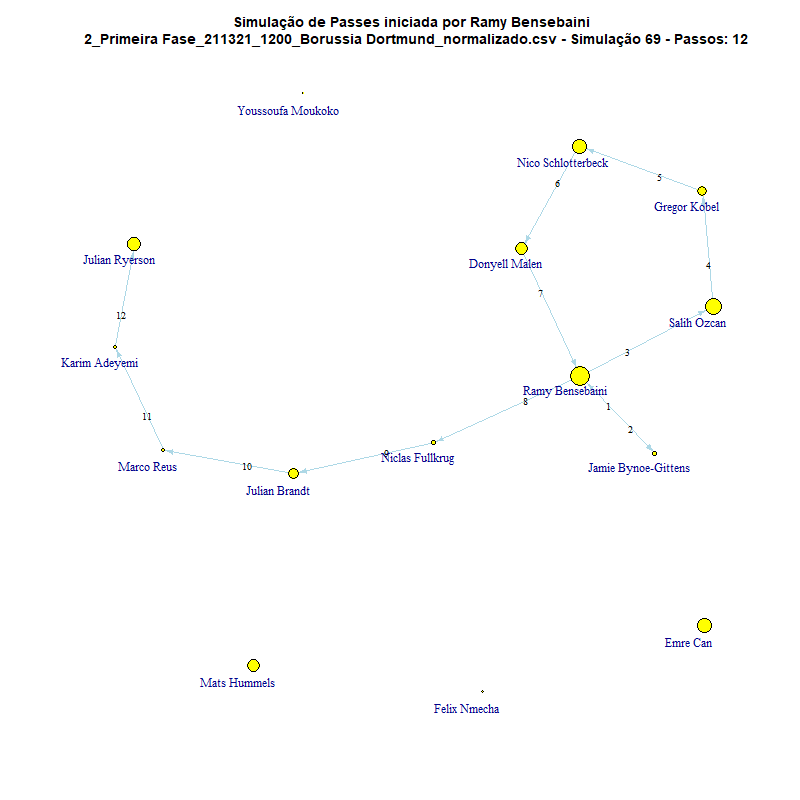 Simulação de Passes iniciada por Ramy Bensebaini
2_Primeira Fase_211321_1200_Borussia Dortmund_normalizado.csv - Simulação 69 - Passos: 12
Youssoufa Moukoko
Nico Schlotterbeck
5
6
Gregor Kobel
Julian Ryerson
Donyell Malen
4
7
12
Salih Ozcan
3
Karim Adeyemi
Ramy Bensebaini
8
1
11
2
9
Niclas Fullkrug
Marco Reus
10
Jamie Bynoe-Gittens
Julian Brandt
Emre Can
Mats Hummels
Felix Nmecha